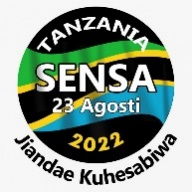 TANZANIA
SENSA
23 Agosti
2022
Jiandae Kuhesabiwa